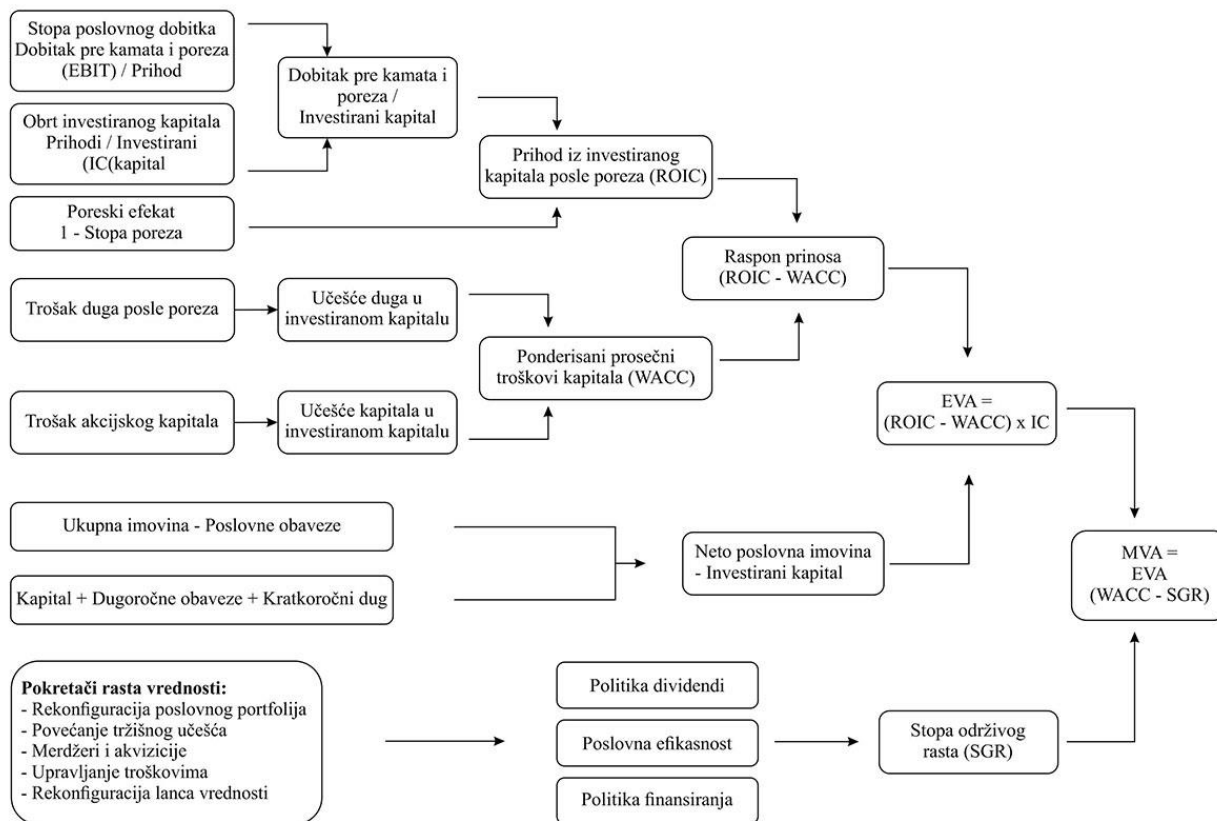 Stopa poslovnog dobitka
Dobitak pre kamata i poreza
(EBIT) / Prihod
Obrt investiranog kapitala
Prihodi / Investirani
(IC(kapital
Poreski efekat
1 - Stopa poreza
Dobitak pre kamata i
poreza /
Investirani kapital
Prihod iz investiranog
kapitala posle poreza (ROIC)
Trošak duga posle poreza
Učešće duga u
investiranom kapitalu
Trošak akcijskog kapitala
Učešće kapitala u
investiranom kapitalu
Ponderisani prosečni
troškovi kapitala (WACC)
Raspon prinosa
(ROIC - WACC)
EVA =
(ROIC - WACC) x IC
Ukupna imovina - Poslovne obaveze
Kapital + Dugoročne obaveze + Kratkoročni dug
Neto poslovna imovina
- Investirani kapital
MVA =
EVA
(WACC - SGR)
Pokretači rasta vrednosti:
- Rekonfiguracija poslovnog portfolija
- Povećanje tržišnog učešća
- Merdžeri i akvizicije
- Upravljanje troškovima
- Rekonfiguracija lanca vrednosti
Politika dividendi
Poslovna efikasnost
Politika finansiranja
Stopa održivog
rasta (SGR)